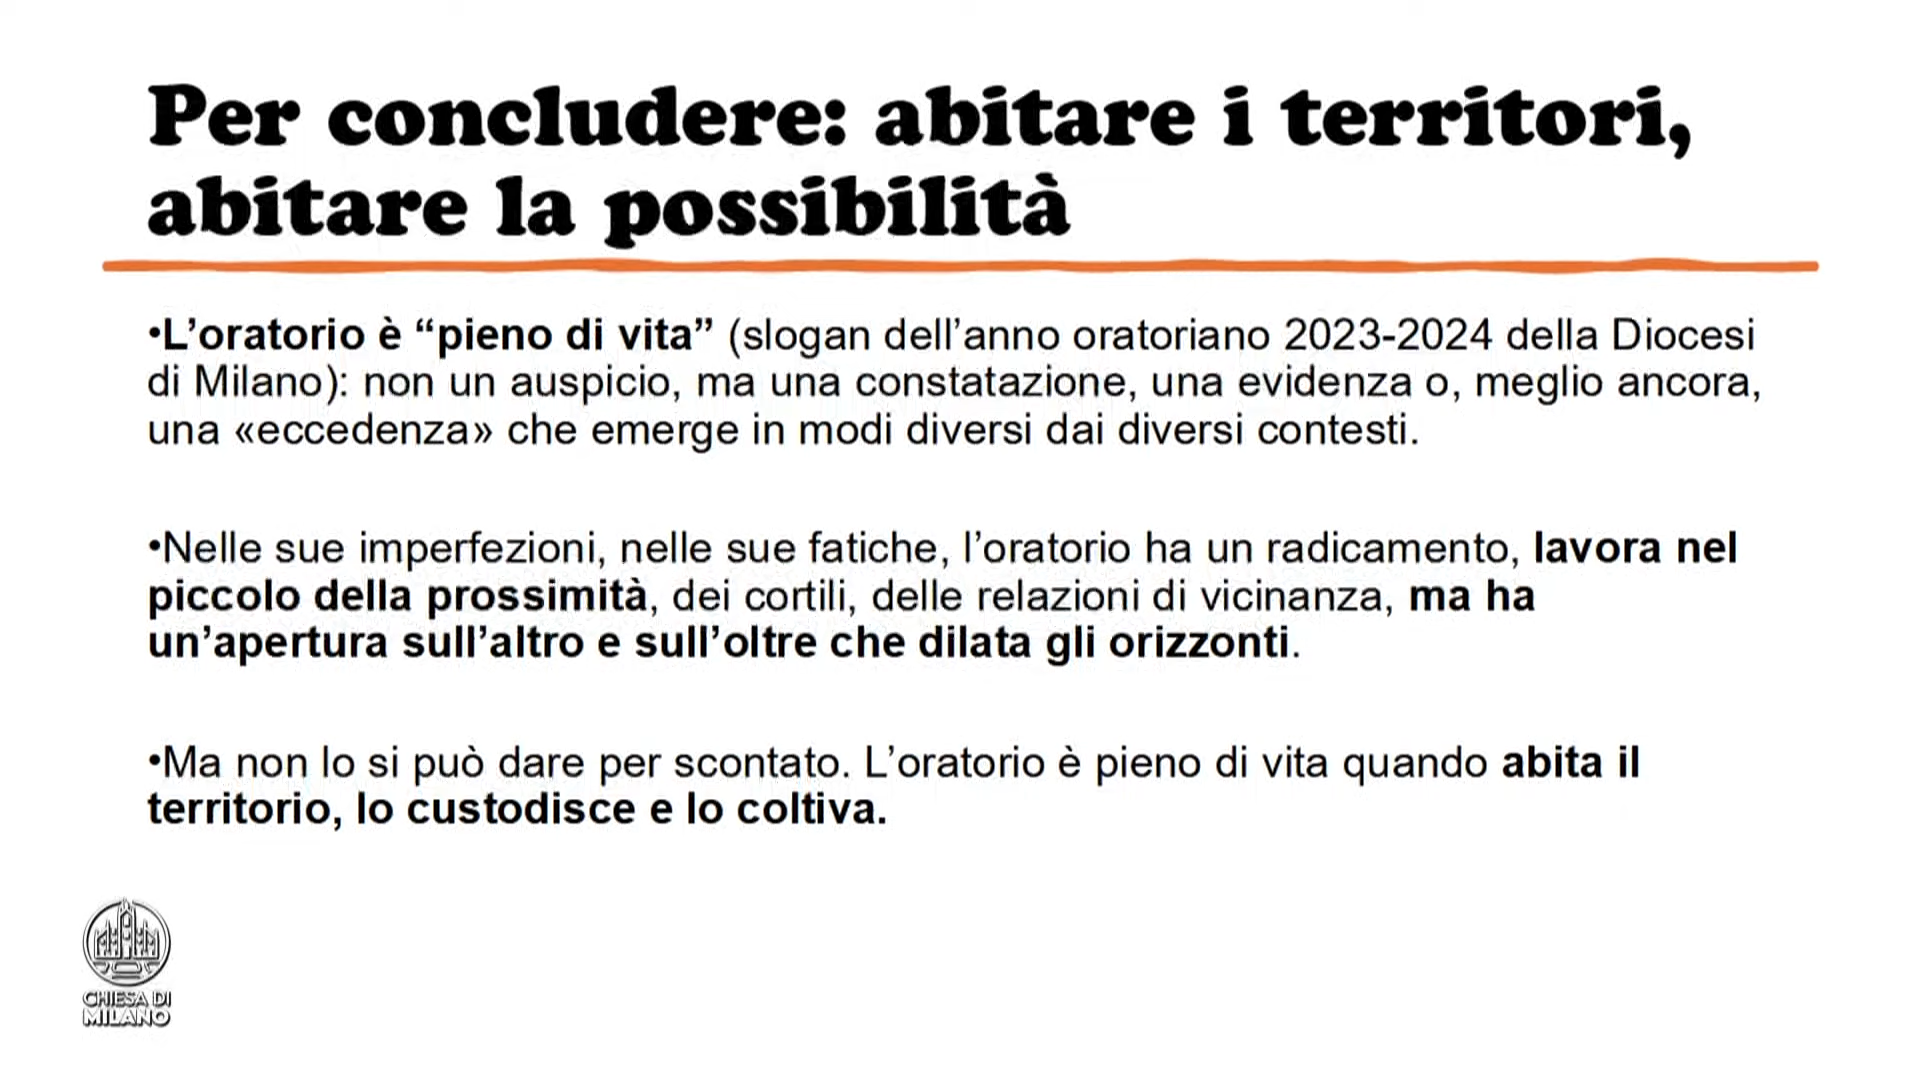 Per concludere: abitare i territori,
abitare la possibilità
•L’oratorio è “pieno di vita” (slogan dell’anno oratoriano 2023-2024 della Diocesi
di Milano): non un auspicio, ma una constatazione, una evidenza o, meglio ancora,
una «eccedenza» che emerge in modi diversi dai diversi contesti.
•Nelle sue imperfezioni, nelle sue fatiche, l’oratorio ha un radicamento, lavora nel
piccolo della prossimità, dei cortili, delle relazioni di vicinanza, ma ha
un’apertura sull’altro e sull’oltre che dilata gli orizzonti.
•Ma non lo si può dare per scontato. L’oratorio è pieno di vita quando abita il
territorio, lo custodisce e lo coltiva.
CHIESA DI
MILANO